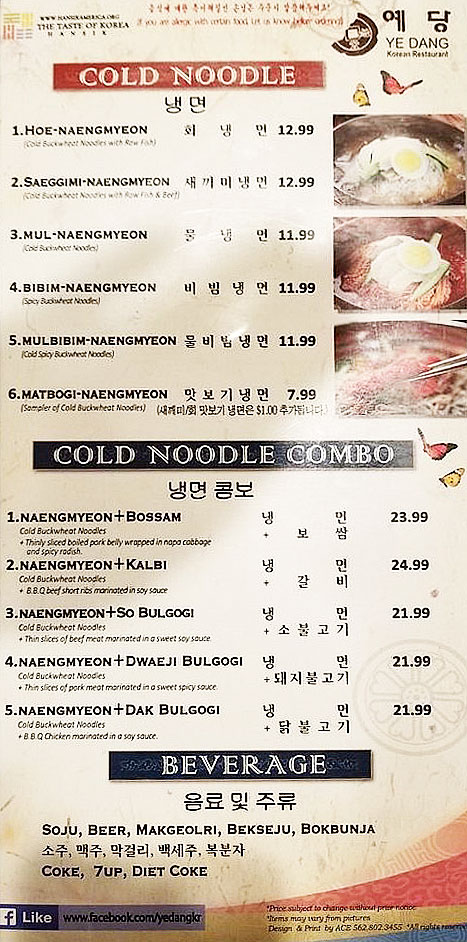 음식에 대한 특이체질인 손님은 주문시 말씀해주세요!
WWW.HANSIKAMERICA.ORG
THE TASTE OF KOREA
HANSIK
(If you are allergic with certain food, Let us know before ordering)
예 당
YE DANG
Korean Restaurant
COLD NOODLE
냉면
1.HOE-NAENGMYEON 회 냉 면 12.99
(Cold Buckwheat Noodles with Raw Fish)
2.SAEGGIMI-NAENGMYEON 새끼미냉면 12.99
(Cold Buckwheat Noodles with Raw Fish & Beef)
3.MUL-NAENGMYEON 물 냉 면 11.99
(Cold Buckwheat Noodles)
4.BIBIM-NAENGMYEON 비 빔 냉 면 11.99
(Spicy Buckwheat Noodles)
5.MULBIBIM-NAENGMYEON 물비빔냉면 11.99
(Cold Spicy Buckwheat Noodles)
6.MATBOGI-NAENGMYEON 맛보기냉면 7.99
(Sampler of Cold Buckwheat Noodles) (새깨미/회 맛보기 냉면은 $1.00 추가됩니다.)
COLD NOODLE COMBO
냉면 콤보
1.NAENGMYEON+BOSSAM 냉 면 23.99
Cold Buckwheat Noodles + 보 쌈
+ Thinly sliced boiled pork belly wrapped in napa cabbage
and spicy radish.
2.NAENGMYEON+KALBI 냉 면 24.99
Cold Buckwheat Noodles + 갈 비
+ B.B.Q beef short ribs marinated in soy sauce
3.NAENGMYEON+SO BULGOGI 냉 면 21.99
Cold Buckwheat Noodles + 소 불 고 기
+ Thin slices of beef meat marinated in a sweet soy sauce.
4.NAENGMYEON+DWAEJI BULGOGI 냉 면 21.99
Cold Buckwheat Noodles +돼지불고기
+ Thin slices of pork meat marinated in a sweet spicy sauce.
5.NAENGMYEON+DAK BULGOGI 냉 면 21.99
Cold Buckwheat Noodles + 닭 불 고 기
+ B.B.Q Chicken marinated in a soy sauce.
BEVERAGE
음료 및 주류
SOJU, BEER, MAKGEOLRI, BEKSEJU, BOKBUNJA
소주, 맥주, 막걸리, 백세주, 복분자
COKE, 7UP, DIET COKE
f Like www.facebook.com/yedangkr
*Price subject to change without prior notice.
*Items may vary from pictures
Design & Print by ACE 562.802.3455 *All rights